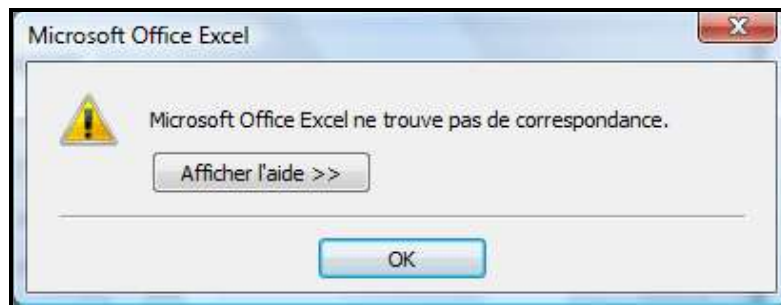 Microsoft Office Excel
Microsoft Office Excel ne trouve pas de correspondance.
Afficher l'aide >>
OK